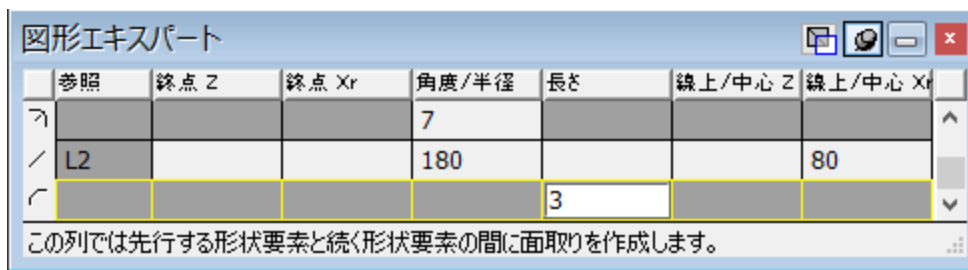 図形エキスパート
参照 終点 Z 終点 Xr 角度/半径 長さ 線上/中心 Z 線上/中心 Xr
7
L2 180 80
3
この列では先行する形状要素と続く形状要素の間に面取りを作成します。